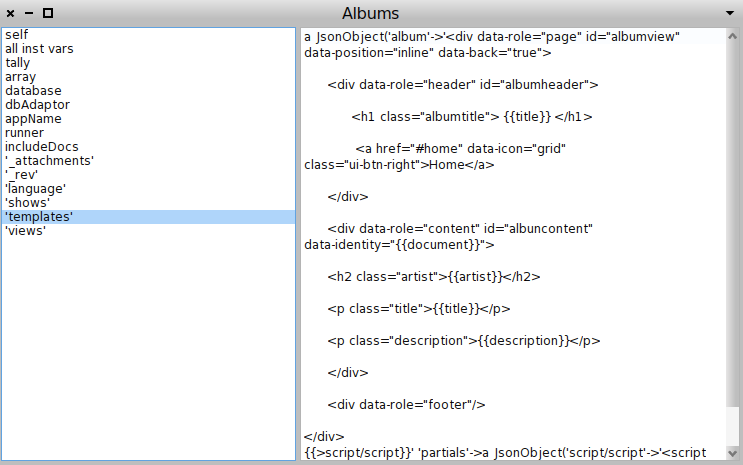 Albums
self
all inst vars
tally
array
database
dbAdaptor
appName
runner
includeDocs
'_attachments'
'_rev'
'language'
'shows'
'templates'
'views'
a JsonObject('album'->'<div data-role="page" id="albumview"
data-position="inline" data-back="true">
<div data-role="header" id="albumheader">
<h1 class="albumtitle"> {{title}} </h1>
<a href="#home" data-icon="grid"
class="ui-btn-right">Home</a>
</div>
<div data-role="content" id="albuncontent"
data-identity="{{document}}">
<h2 class="artist">{{artist}}</h2>
<p class="title">{{title}}</p>
<p class="description">{{description}}</p>
</div>
<div data-role="footer"/>
</div>
{{>script/script}}' 'partials'->a JsonObject('script/script'->'<script